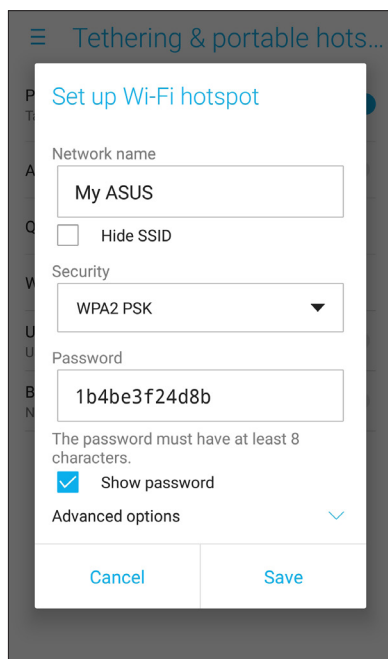 Tethering & portable hots...
Set up Wi-Fi hotspot
Network name
My ASUS
Hide SSID
Security
WPA2 PSK
Password
1b4be3f24d8b
The password must have at least 8
characters.
Show password
Advanced options
Cancel
Save